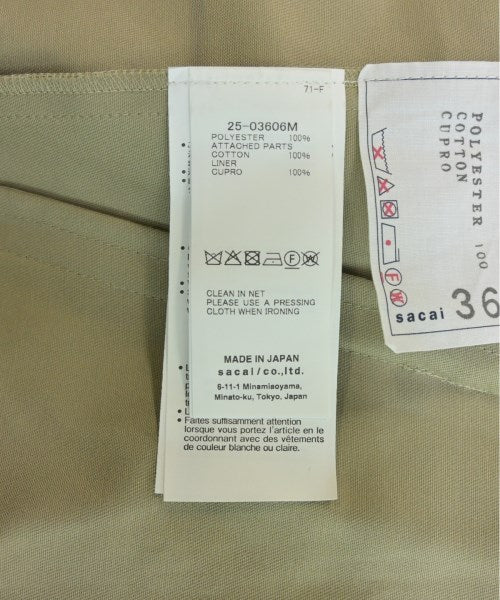 71-F
25-03606M
POLYESTER 100%
ATTACHED PARTS
COTTON 100%
LINER
CUPRO 100%
CLEAN IN NET
PLEASE USE A PRESSING
CLOTH WHEN IRONING
MADE IN JAPAN
sacai/co.,ltd.
6-11-1 Minamiaoyama,
Minato-ku, Tokyo, Japan
• Faites suffisamment attention
lorsque vous portez l'article en le
coordonnant avec des vêtements
de couleur blanche ou claire.
POLYESTER 100
COTTON
CUPRO
sacai 36